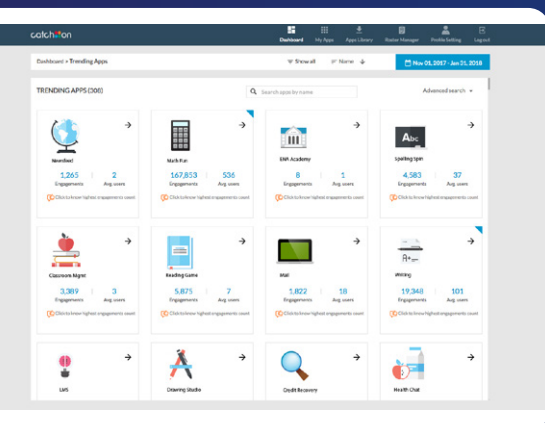 catchon
Dashboard My Apps Apps Library Roster Manager Profile Setting Logout
Dashboard > Trending Apps Show all Name Nov 01, 2017 - Jan 31, 2018
TRENDING APPS (306) Search apps by name Advanced search
Math Fun ENR Academy Spelling Spin
1,265 2 167,853 536 8 1 4,583 37
Engagements Avg. users Engagements Avg. users Engagements Avg. users Engagements Avg. users
Click to know highest engagements count Click to know highest engagements count Click to know highest engagements count Click to know highest engagements count
Classroom Mgmt Reading Game Mail Writing
3,389 3 5,875 7 1,822 18 19,348 101
Engagements Avg. users Engagements Avg. users Engagements Avg. users Engagements Avg. users
Click to know highest engagements count Click to know highest engagements count Click to know highest engagements count Click to know highest engagements count
LMS Drawing Studio Credit Recovery Health Chat